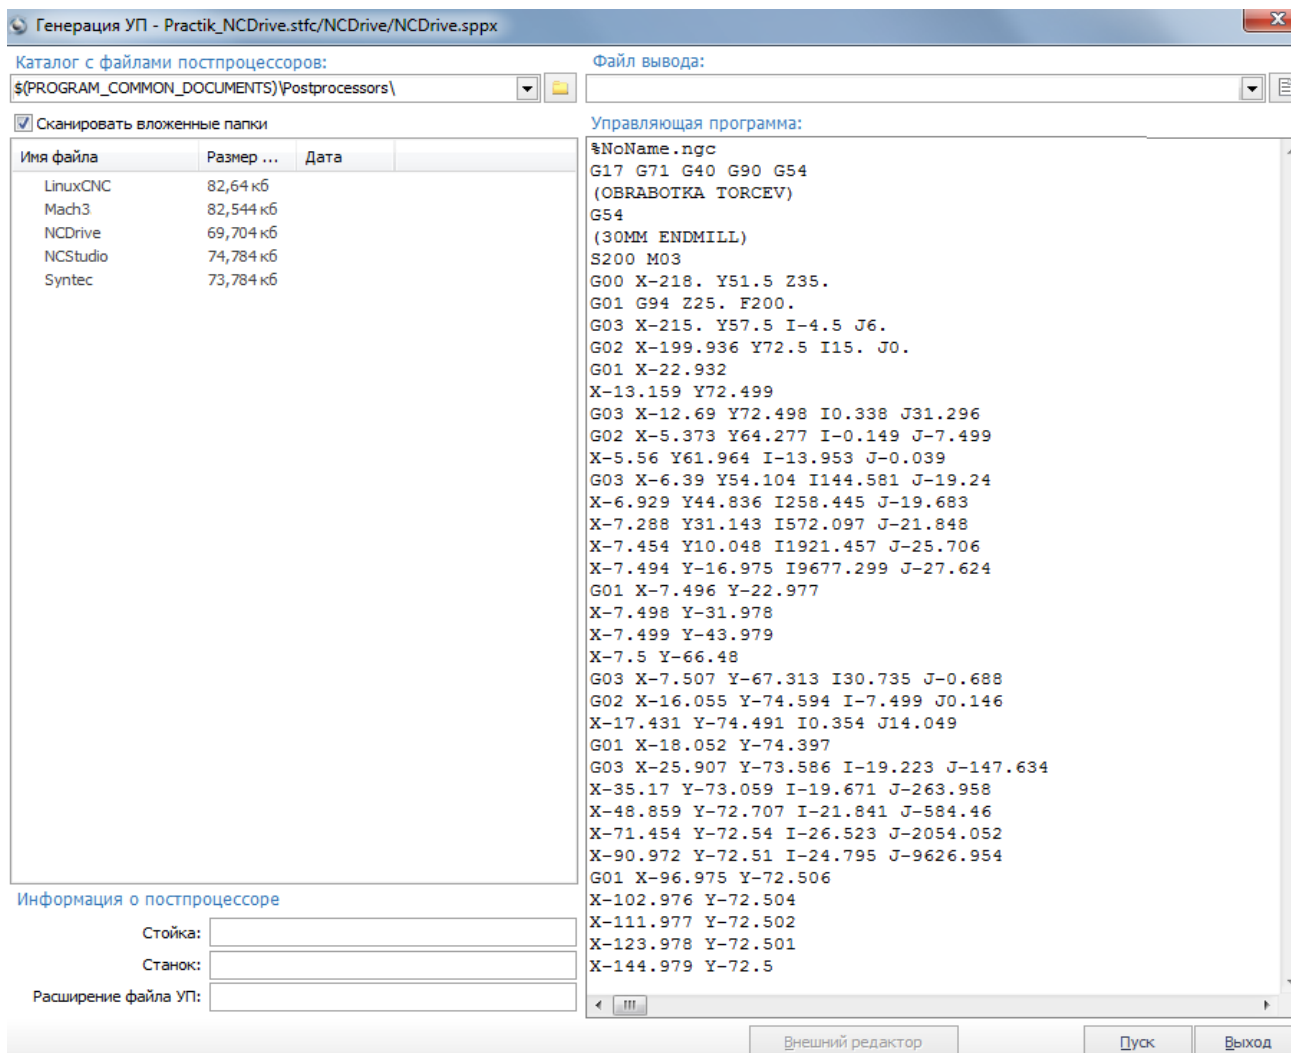 Генерация УП - Practik_NCDrive.stfc/NCDrive/NCDrive.sppx
Каталог с файлами постпроцессоров:
$(PROGRAM_COMMON_DOCUMENTS)\Postprocessors\
Сканировать вложенные папки
Имя файла Размер ... Дата
LinuxCNC 82,64 кб
Mach3 82,544 кб
NCDrive 69,704 кб
NCStudio 74,784 кб
Syntec 73,784 кб
Информация о постпроцессоре
Стойка:
Станок:
Расширение файла УП:
Файл вывода:
Управляющая программа:
%NoName.ngc
G17 G71 G40 G90 G54
(OBRABOTKA TORCEV)
G54
(30MM ENDMILL)
S200 M03
G00 X-218. Y51.5 Z35.
G01 G94 Z25. F200.
G03 X-215. Y57.5 I-4.5 J6.
G02 X-199.936 Y72.5 I15. J0.
G01 X-22.932
X-13.159 Y72.499
G03 X-12.69 Y72.498 I0.338 J31.296
G02 X-5.373 Y64.277 I-0.149 J-7.499
X-5.56 Y61.964 I-13.953 J-0.039
G03 X-6.39 Y54.104 I144.581 J-19.24
X-6.929 Y44.836 I258.445 J-19.683
X-7.288 Y31.143 I572.097 J-21.848
X-7.454 Y10.048 I1921.457 J-25.706
X-7.494 Y-16.975 I9677.299 J-27.624
G01 X-7.496 Y-22.977
X-7.498 Y-31.978
X-7.499 Y-43.979
X-7.5 Y-66.48
G03 X-7.507 Y-67.313 I30.735 J-0.688
G02 X-16.055 Y-74.594 I-7.499 J0.146
X-17.431 Y-74.491 I0.354 J14.049
G01 X-18.052 Y-74.397
G03 X-25.907 Y-73.586 I-19.223 J-147.634
X-35.17 Y-73.059 I-19.671 J-263.958
X-48.859 Y-72.707 I-21.841 J-584.46
X-71.454 Y-72.54 I-26.523 J-2054.052
X-90.972 Y-72.51 I-24.795 J-9626.954
G01 X-96.975 Y-72.506
X-102.976 Y-72.504
X-111.977 Y-72.502
X-123.978 Y-72.501
X-144.979 Y-72.5
Внешний редактор Пуск Выход